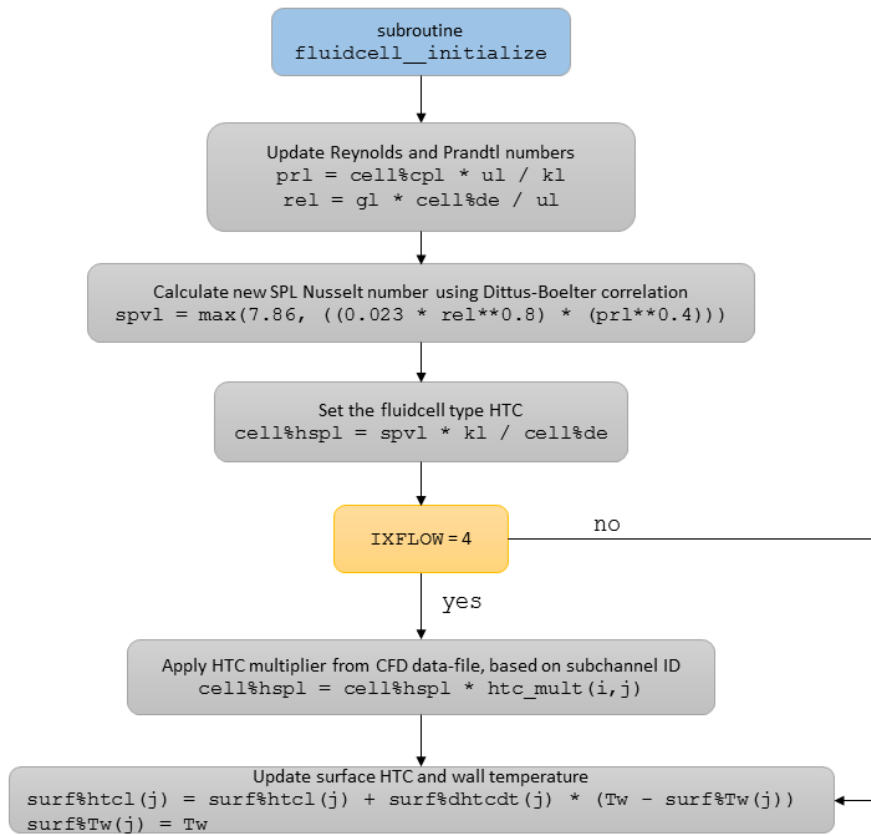 subroutine
fluidcell__initialize
Update Reynolds and Prandtl numbers
prl = cell%cpl * ul / kl
rel = gl * cell%de / ul
Calculate new SPL Nusselt number using Dittus-Boelter correlation
spvl = max(7.86, ((0.023 * rel**0.8) * (prl**0.4)))
Set the fluidcell type HTC
cell%hspl = spvl * kl / cell%de
IXFLOW = 4
no
yes
Apply HTC multiplier from CFD data-file, based on subchannel ID
cell%hspl = cell%hspl * htc_mult(i,j)
Update surface HTC and wall temperature
surf%htcl(j) = surf%htcl(j) + surf%dhtcdt(j) * (Tw - surf%Tw(j))
surf%Tw(j) = Tw